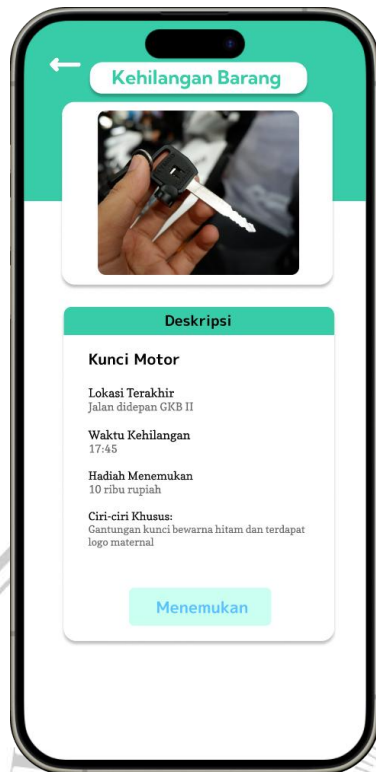 Kehilangan Barang
Deskripsi
Kunci Motor
Lokasi Terakhir
Jalan didepan GKB II
Waktu Kehilangan
17:45
Hadiah Menemukan
10 ribu rupiah
Ciri-ciri Khusus:
Gantungan kunci bewarna hitam dan terdapat
logo maternal
Menemukan